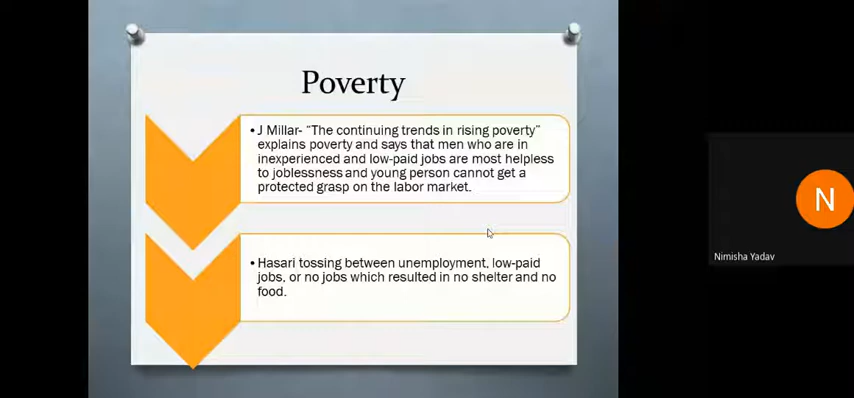 Poverty
•J Millar- “The continuing trends in rising poverty”
explains poverty and says that men who are in
inexperienced and low-paid jobs are most helpless
to joblessness and young person cannot get a
protected grasp on the labor market.
•Hasari tossing between unemployment, low-paid
jobs, or no jobs which resulted in no shelter and no
food.
N
Nimisha Yadav